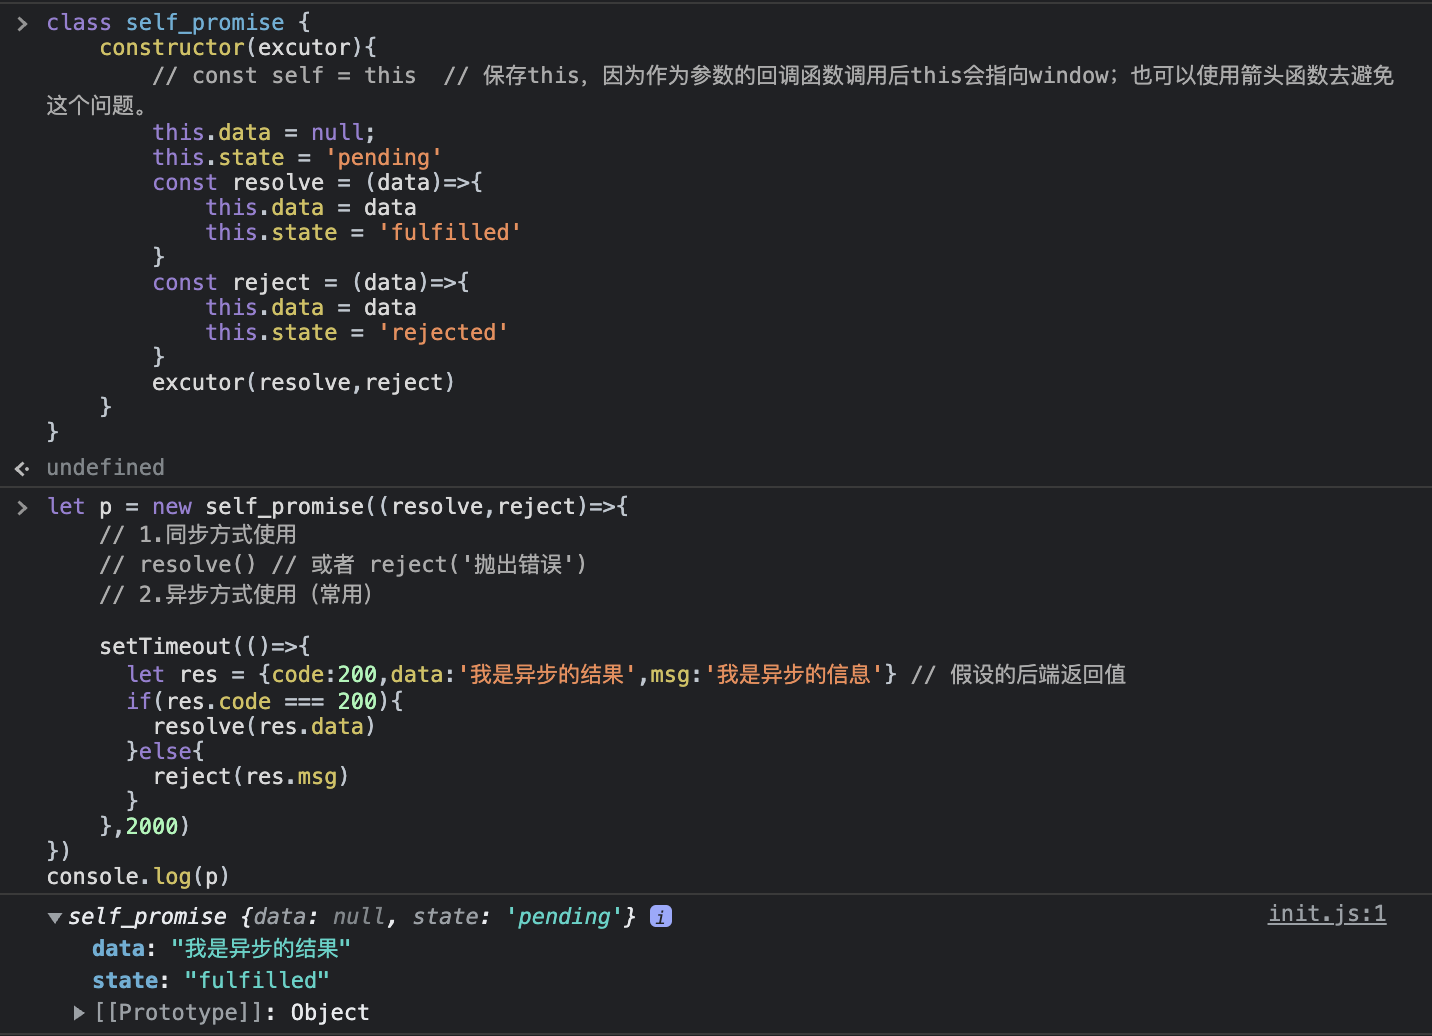 > class self_promise {
    constructor(excutor){
        // const self = this  // 保存this，因为作为参数的回调函数调用后this会指向window；也可以使用箭头函数去避免
这个问题。
        this.data = null;
        this.state = 'pending'
        const resolve = (data)=>{
            this.data = data
            this.state = 'fulfilled'
        }
        const reject = (data)=>{
            this.data = data
            this.state = 'rejected'
        }
        excutor(resolve,reject)
    }
}
undefined
> let p = new self_promise((resolve,reject)=>{
    // 1.同步方式使用
    // resolve() // 或者 reject('抛出错误')
    // 2.异步方式使用（常用）
    setTimeout(()=>{
      let res = {code:200,data:'我是异步的结果',msg:'我是异步的信息'} // 假设的后端返回值
      if(res.code === 200){
        resolve(res.data)
      }else{
        reject(res.msg)
      }
    },2000)
})
console.log(p)
▼self_promise {data: null, state: 'pending'} i init.js:1
data: "我是异步的结果"
state: "fulfilled"
▶[[Prototype]]: Object